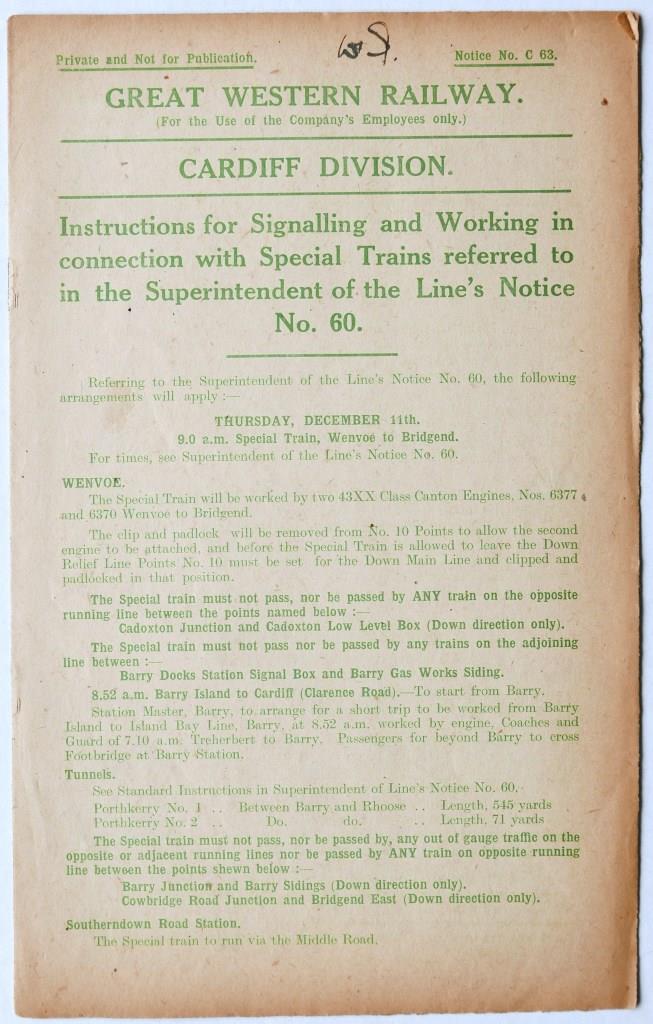 Private and Not for Publication.
Notice No. C 63.
GREAT WESTERN RAILWAY.
(For the Use of the Company's Employees only.)
CARDIFF DIVISION.
Instructions for Signalling and Working in
connection with Special Trains referred to
in the Superintendent of the Line's Notice
No. 60.
Referring to the Superintendent of the Line's Notice No. 60, the following
arrangements will apply :—
THURSDAY, DECEMBER 11th.
9.0 a.m. Special Train, Wenvoe to Bridgend.
For times, see Superintendent of the Line's Notice No. 60.
WENVOE.
The Special Train will be worked by two 43XX Class Canton Engines, Nos. 6377
and 6370 Wenvoe to Bridgend.
The clip and padlock will be removed from No. 10 Points to allow the second
engine to be attached, and before the Special Train is allowed to leave the Down
Relief Line Points No. 10 must be set for the Down Main Line and clipped and
padlocked in that position.
The Special train must not pass, nor be passed by ANY train on the opposite
running line between the points named below :—
Cadoxton Junction and Cadoxton Low Level Box (Down direction only).
The Special train must not pass nor be passed by any trains on the adjoining
line between :—
Barry Docks Station Signal Box and Barry Gas Works Siding.
8.52 a.m. Barry Island to Cardiff (Clarence Road).—To start from Barry.
Station Master, Barry, to arrange for a short trip to be worked from Barry
Island to Island Bay Line, Barry, at 8.52 a.m. worked by engine, Coaches and
Guard of 7.10 a.m. Treherbert to Barry. Passengers for beyond Barry to cross
Footbridge at Barry Station.
Tunnels.
See Standard Instructions in Superintendent of Line's Notice No. 60.
Porthkerry No. 1 .. Between Barry and Rhoose .. Length, 545 yards
Porthkerry No. 2 .. Do. do. .. Length, 71 yards
The Special train must not pass, nor be passed by, any out of gauge traffic on the
opposite or adjacent running lines nor be passed by ANY train on opposite running
line between the points shewn below :—
Barry Junction and Barry Sidings (Down direction only).
Cowbridge Road Junction and Bridgend East (Down direction only).
Southerndown Road Station.
The Special train to run via the Middle Road.